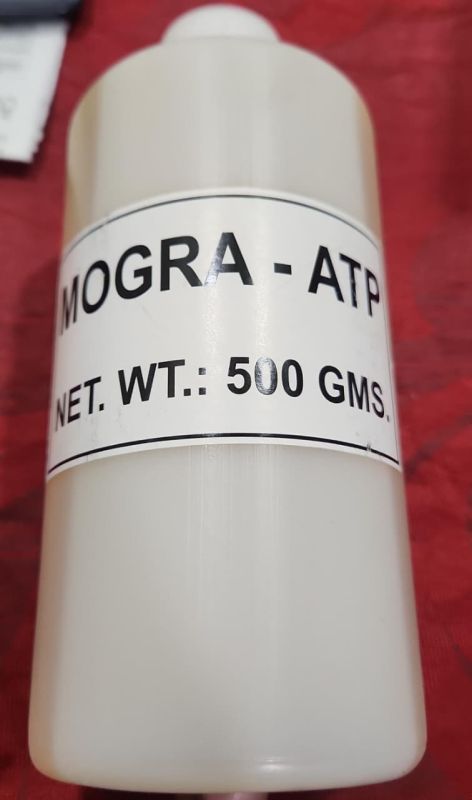 MOGRA - ATP
NET. WT.: 500 GMS.